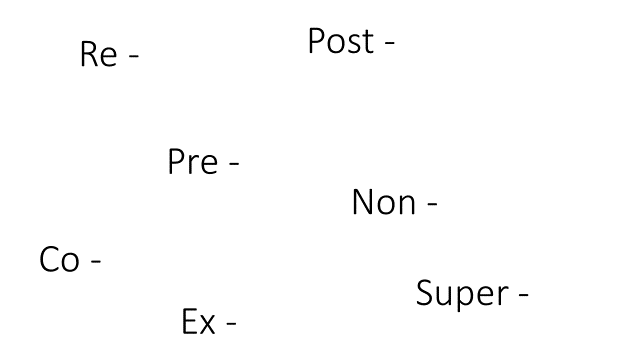 Re -
Post -
Pre -
Non -
Co -
Super -
Ex -